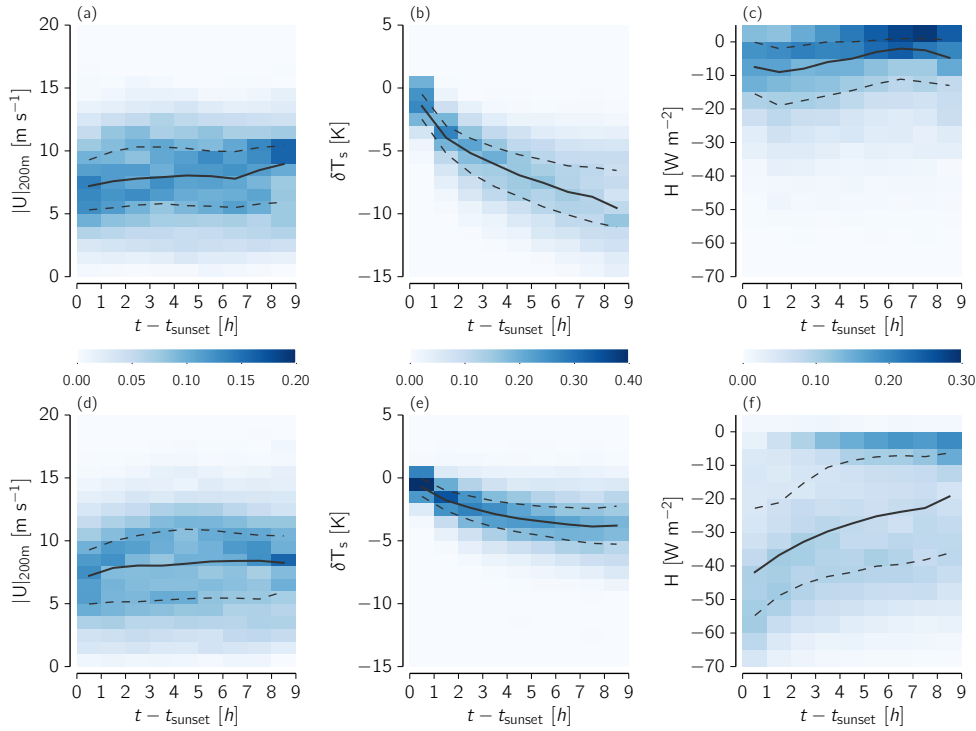 (a) (b) (c)
20 5 0
15 0 −10
10 −5 −20
5 −10 −30
0 −15 −40
−50
−60
−70
|U|200m [m s−1]
δTs [K]
H [W m−2]
0 1 2 3 4 5 6 7 8 9
0 1 2 3 4 5 6 7 8 9
0 1 2 3 4 5 6 7 8 9
t − tsunset [h]
t − tsunset [h]
t − tsunset [h]
0.00 0.05 0.10 0.15 0.20
0.00 0.10 0.20 0.30 0.40
0.00 0.10 0.20 0.30
(d) (e) (f)
20 5 0
15 0 −10
10 −5 −20
5 −10 −30
0 −15 −40
−50
−60
−70
|U|200m [m s−1]
δTs [K]
H [W m−2]
0 1 2 3 4 5 6 7 8 9
0 1 2 3 4 5 6 7 8 9
0 1 2 3 4 5 6 7 8 9
t − tsunset [h]
t − tsunset [h]
t − tsunset [h]